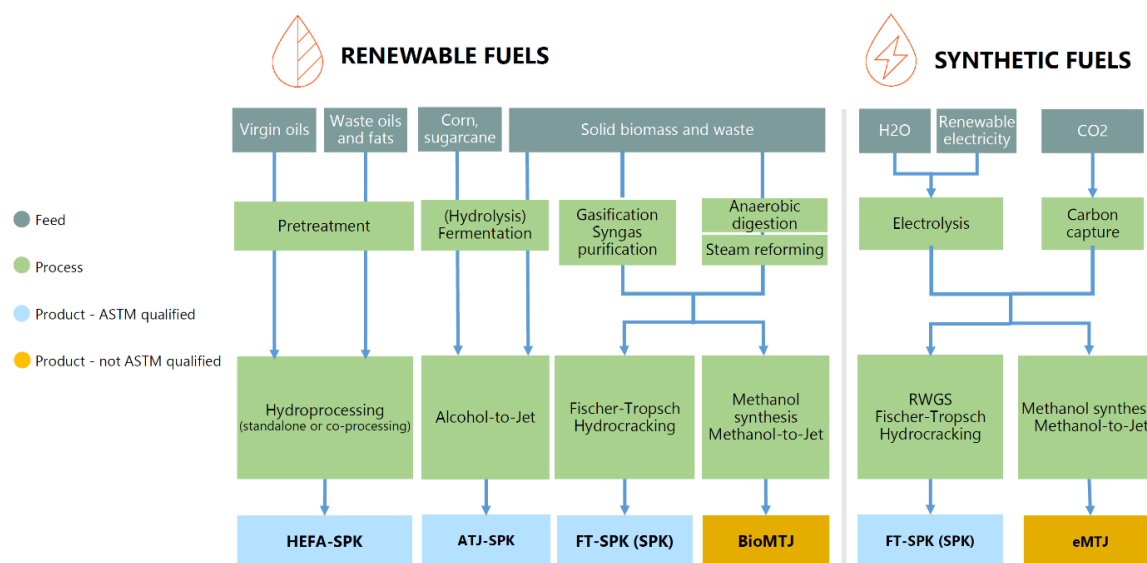 RENEWABLE FUELS
SYNTHETIC FUELS
Virgin oils
Waste oils
and fats
Corn,
sugarcane
Solid biomass and waste
H2O
Renewable
electricity
CO2
Feed
Process
Product - ASTM qualified
Product - not ASTM qualified
Pretreatment
(Hydrolysis)
Fermentation
Gasification
Syngas
purification
Anaerobic
digestion
Steam reforming
Electrolysis
Carbon
capture
Hydroprocessing
(standalone or co-processing)
Alcohol-to-Jet
Fischer-Tropsch
Hydrocracking
Methanol
synthesis
Methanol-to-Jet
RWGS
Fischer-Tropsch
Hydrocracking
Methanol synthesis
Methanol-to-Jet
HEFA-SPK
ATJ-SPK
FT-SPK (SPK)
BioMTJ
FT-SPK (SPK)
eMTJ